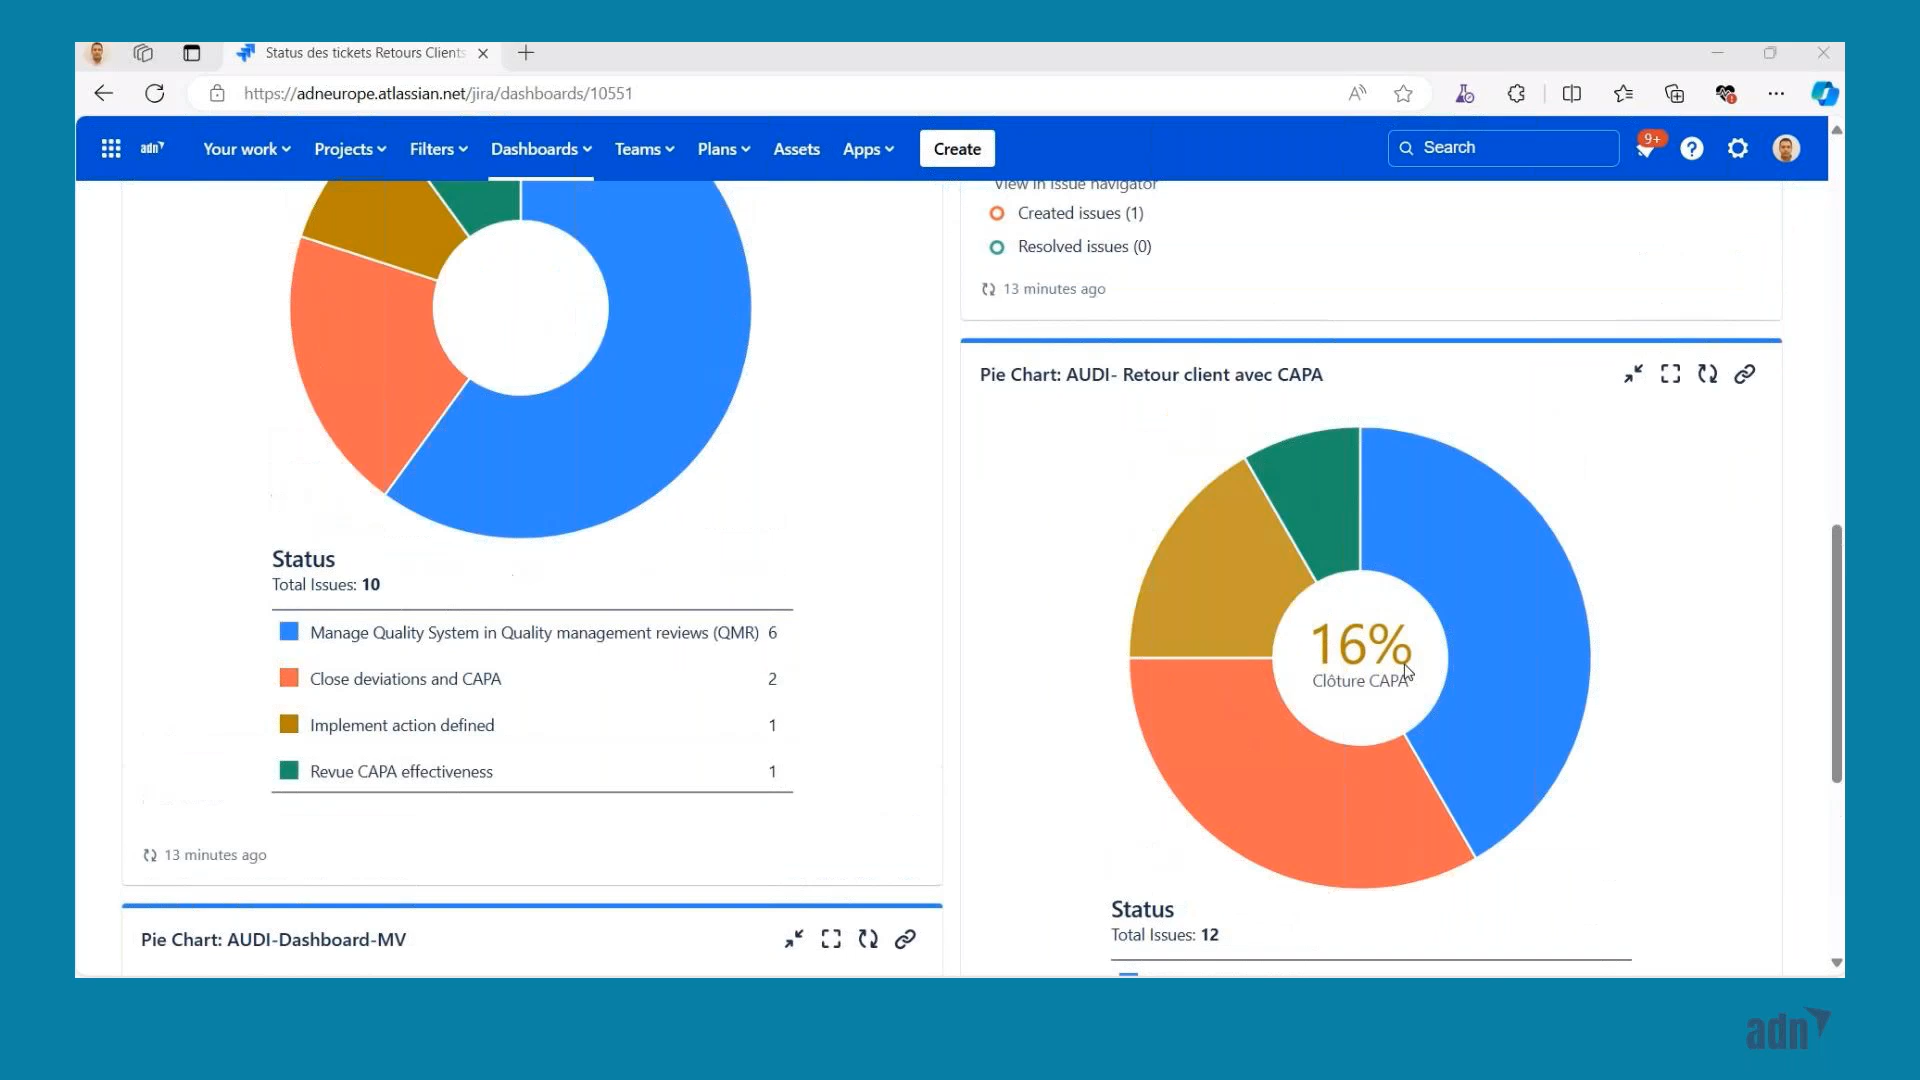 Status des tickets Retours Clients
https://adneurope.atlassian.net/jira/dashboards/10551
adn
Your work
Projects
Filters
Dashboards
Teams
Plans
Assets
Apps
Create
Search
9+
View in issue navigator
Created issues (1)
Resolved issues (0)
13 minutes ago
Status
Total Issues: 10
Manage Quality System in Quality management reviews (QMR) 6
Close deviations and CAPA 2
Implement action defined 1
Revue CAPA effectiveness 1
13 minutes ago
Pie Chart: AUDI-Dashboard-MV
Pie Chart: AUDI- Retour client avec CAPA
16%
Clôture CAPA
Status
Total Issues: 12
adn